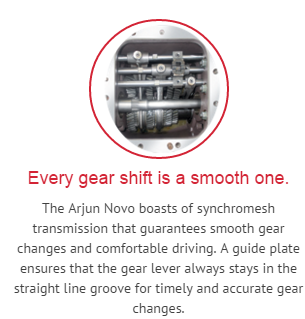 Every gear shift is a smooth one.
The Arjun Novo boasts of synchromesh
transmission that guarantees smooth gear
changes and comfortable driving. A guide plate
ensures that the gear lever always stays in the
straight line groove for timely and accurate gear
changes.